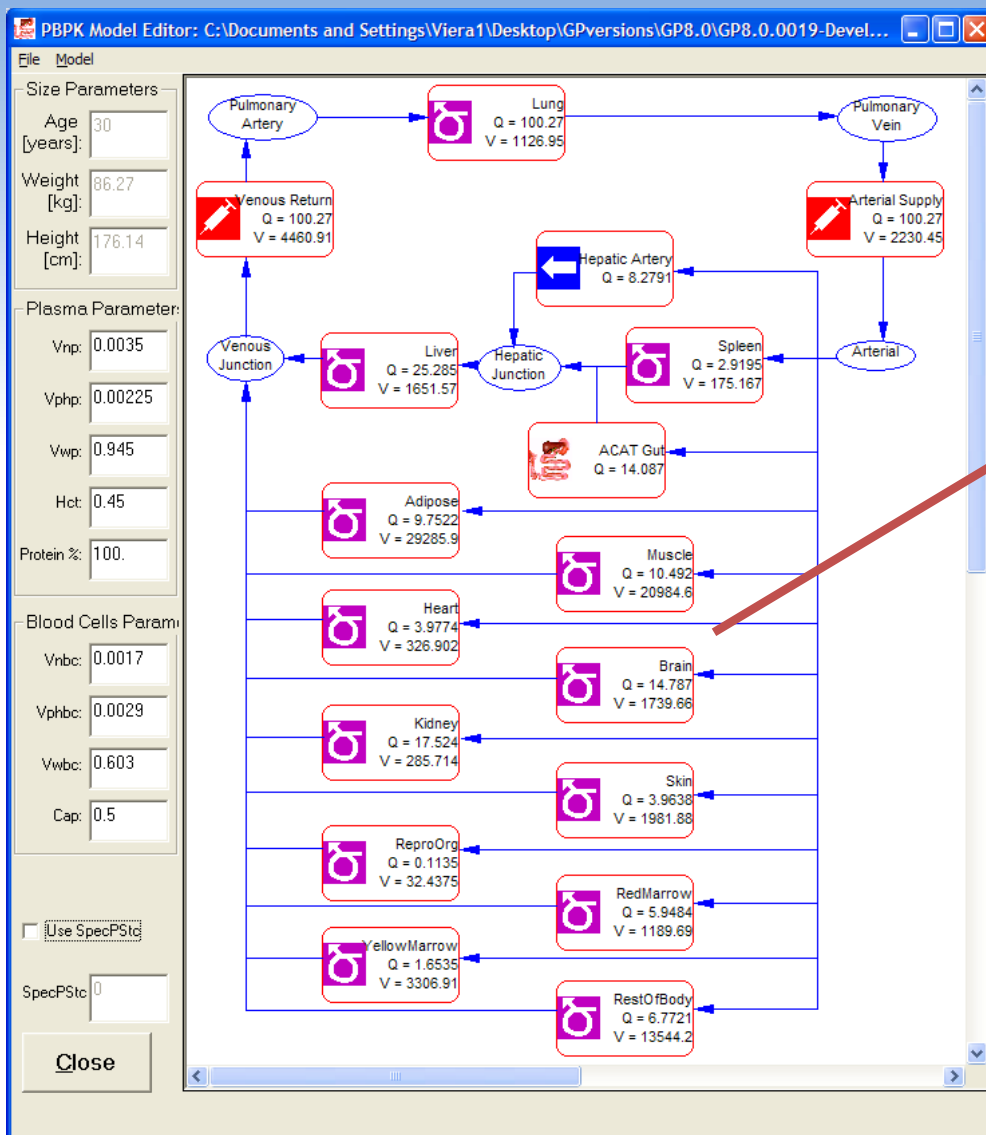 PBPK Model Editor: C:\Documents and Settings\Viera1\Desktop\GPversions\GP8.0\GP8.0.0019-Devel...
File Model
Size Parameters
Age
[years]:
30
Weight
[kg]:
86.27
Height
[cm]:
176.14
Plasma Parameter
Vnp: 0.0035
Vphp: 0.00225
Vwp: 0.945
Hct: 0.45
Protein %: 100.
Blood Cells Param
Vnbc: 0.0017
Vphbc: 0.0029
Vwbc: 0.603
Cap: 0.5
Use SpecPStc
SpecPStc 0
Close
Pulmonary
Artery
Lung
Q = 100.27
V = 1126.95
Pulmonary
Vein
Venous Return
Q = 100.27
V = 4460.91
Arterial Supply
Q = 100.27
V = 2230.45
Hepatic Artery
Q = 8.2791
Venous
Junction
Liver
Q = 25.285
V = 1651.57
Hepatic
Junction
Spleen
Q = 2.9195
V = 175.167
Arterial
ACAT Gut
Q = 14.087
Adipose
Q = 9.7522
V = 29285.9
Muscle
Q = 10.492
V = 20984.6
Heart
Q = 3.9774
V = 326.902
Brain
Q = 14.787
V = 1739.66
Kidney
Q = 17.524
V = 285.714
Skin
Q = 3.9638
V = 1981.88
ReproOrg
Q = 0.1135
V = 32.4375
RedMarrow
Q = 5.9484
V = 1189.69
YellowMarrow
Q = 1.6535
V = 3306.91
RestOfBody
Q = 6.7721
V = 13544.2